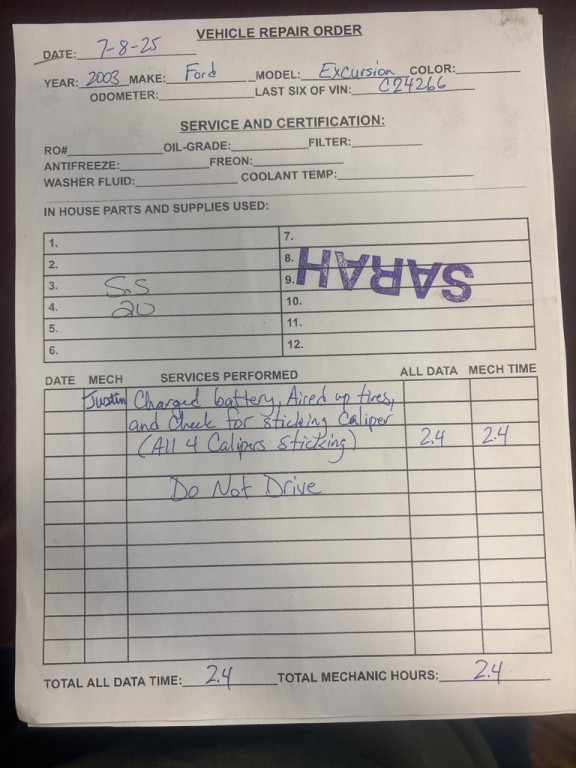 VEHICLE REPAIR ORDER
DATE: 7-8-25
YEAR: 2003 MAKE: Ford MODEL: Excursion COLOR:
ODOMETER: LAST SIX OF VIN: C24266
SERVICE AND CERTIFICATION:
RO# OIL-GRADE: FILTER:
ANTIFREEZE: FREON:
WASHER FLUID: COOLANT TEMP:
IN HOUSE PARTS AND SUPPLIES USED:
1. 7.
2. 8.
SARAH
3. S.S 9.
4. 20 10.
5. 11.
6. 12.
DATE MECH SERVICES PERFORMED ALL DATA MECH TIME
Justin Charged battery, Aired up tires,
and Check for Sticking Caliper
(All 4 Calipers Sticking) 2.4 2.4
Do Not Drive
TOTAL ALL DATA TIME: 2.4 TOTAL MECHANIC HOURS: 2.4